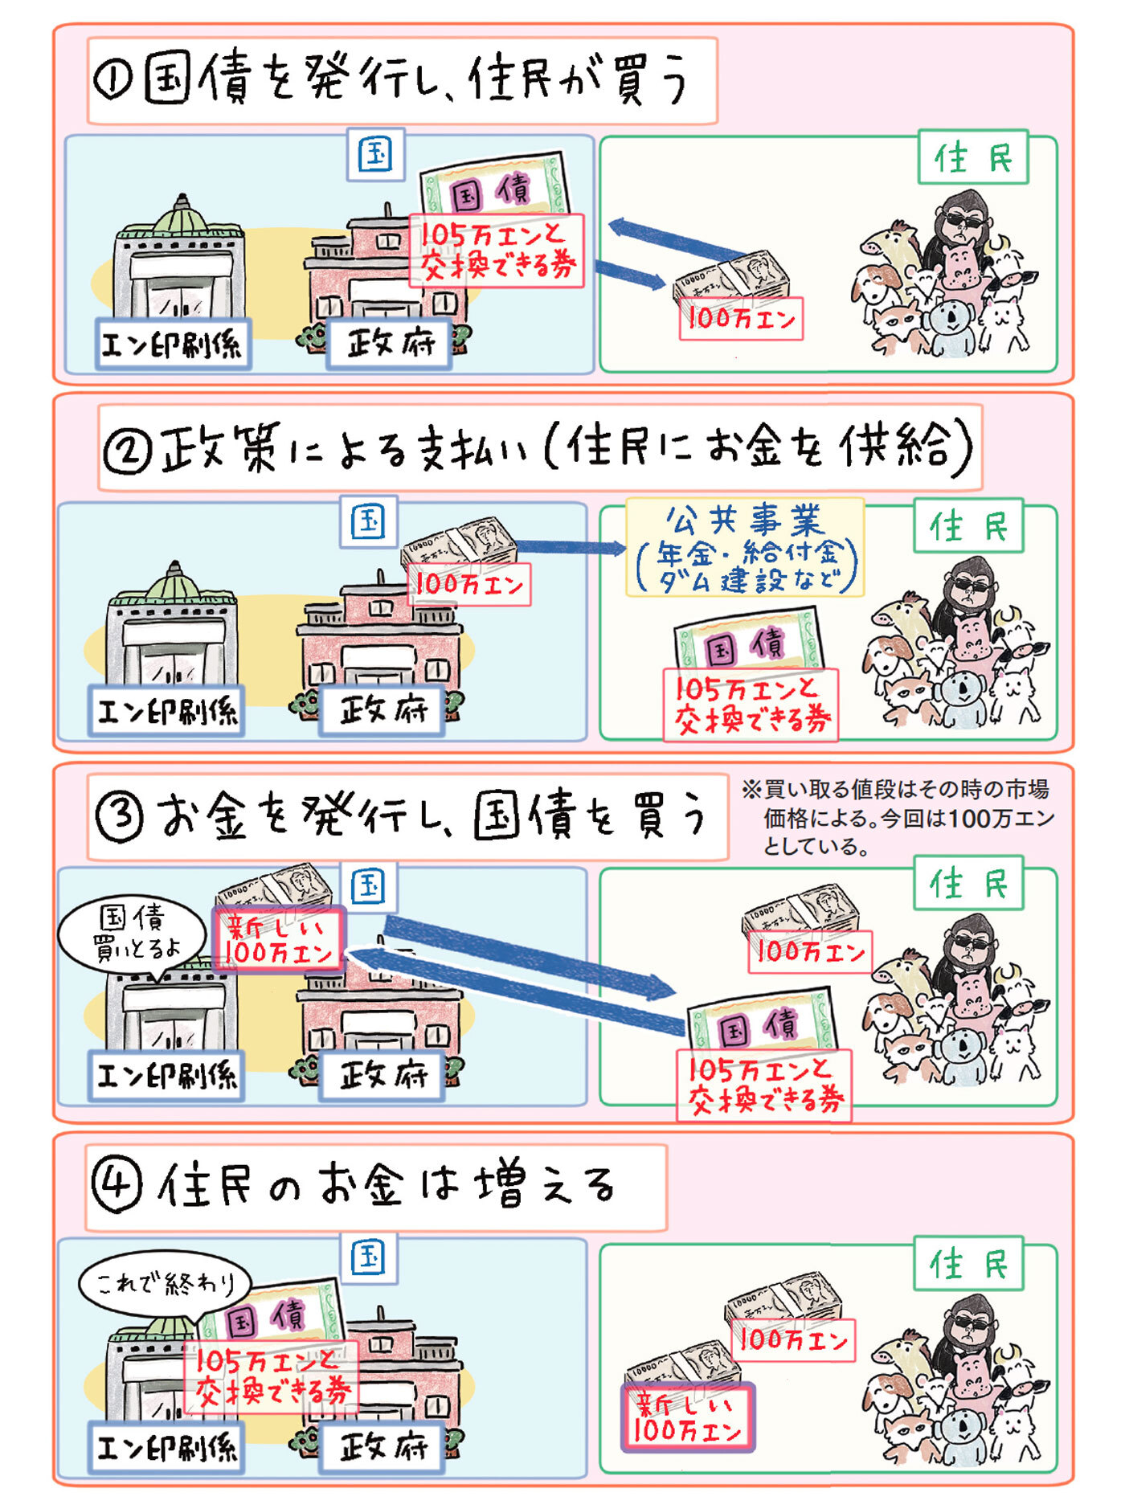 ①国債を発行し、住民が買う
国
住民
国債
105万エンと
交換できる券
100万エン
エン印刷係
政府
②政策による支払い(住民にお金を供給)
国
公共事業
(年金・給付金
ダム建設など)
住民
100万エン
国債
105万エンと
交換できる券
エン印刷係
政府
③お金を発行し、国債を買う
※買い取る値段はその時の市場
価格による。今回は100万エン
としている。
国
住民
国債
買いとるよ
新しい
100万エン
100万エン
国債
105万エンと
交換できる券
エン印刷係
政府
④住民のお金は増える
国
住民
これで終わり
国債
105万エンと
交換できる券
100万エン
新しい
100万エン
エン印刷係
政府